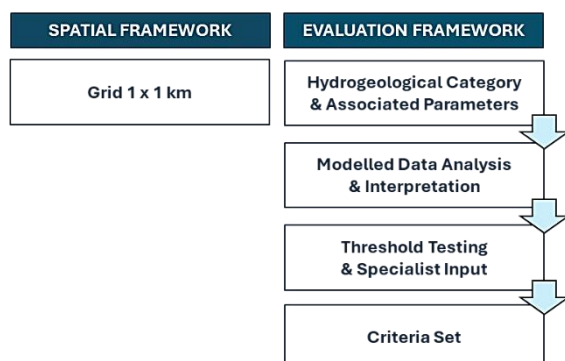 SPATIAL FRAMEWORK
Grid 1 x 1 km
EVALUATION FRAMEWORK
Hydrogeological Category
& Associated Parameters
Modelled Data Analysis
& Interpretation
Threshold Testing
& Specialist Input
Criteria Set